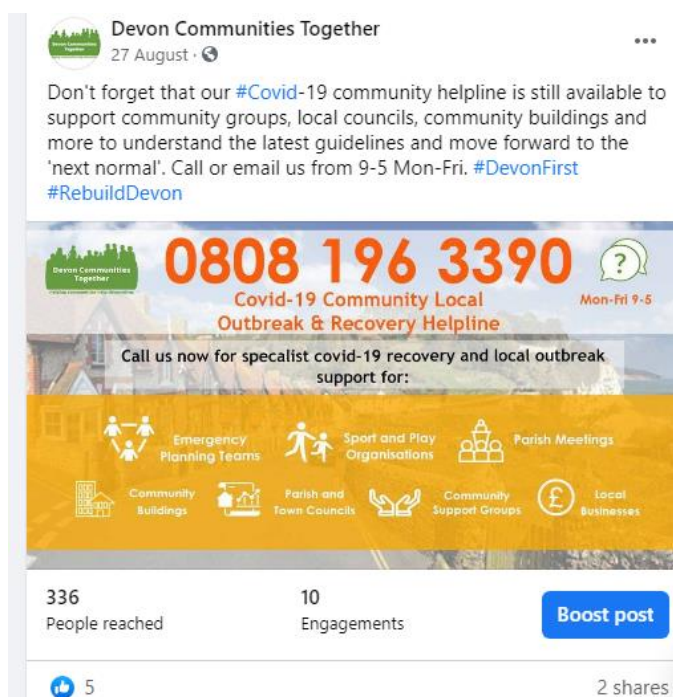 Devon Communities Together
27 August
Don't forget that our #Covid-19 community helpline is still available to
support community groups, local councils, community buildings and
more to understand the latest guidelines and move forward to the
'next normal'. Call or email us from 9-5 Mon-Fri. #DevonFirst
#RebuildDevon
Devon Communities
Together
0808 196 3390
?
Covid-19 Community Local
Outbreak & Recovery Helpline
Mon-Fri 9-5
Call us now for specalist covid-19 recovery and local outbreak
support for:
Emergency
Planning Teams
Sport and Play
Organisations
Parish Meetings
Community
Buildings
Parish and
Town Councils
Community
Support Groups
£
Local
Businesses
336
People reached
10
Engagements
Boost post
5
2 shares